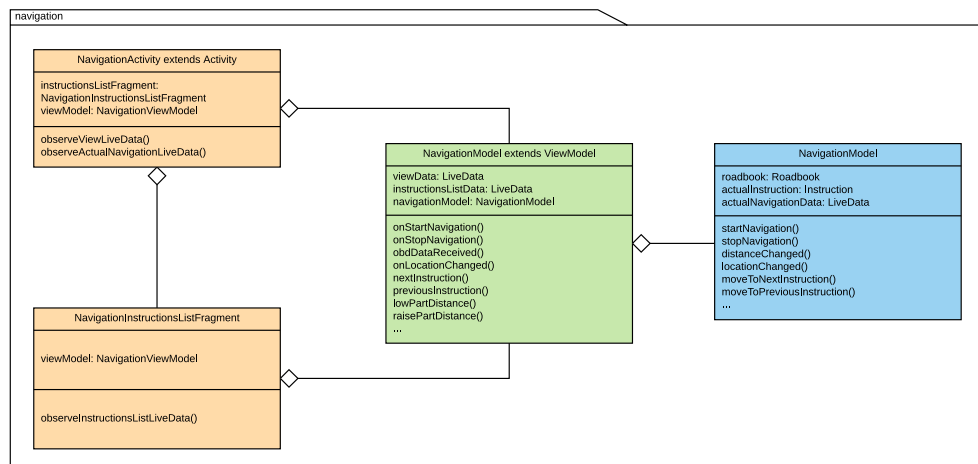 navigation
NavigationActivity extends Activity
instructionsListFragment:
NavigationInstructionsListFragment
viewModel: NavigationViewModel
observeViewLiveData()
observeActualNavigationLiveData()
NavigationInstructionsListFragment
viewModel: NavigationViewModel
observeInstructionsListLiveData()
NavigationModel extends ViewModel
viewData: LiveData
instructionsListData: LiveData
navigationModel: NavigationModel
onStartNavigation()
onStopNavigation()
obdDataReceived()
onLocationChanged()
nextInstruction()
previousInstruction()
lowPartDistance()
raisePartDistance()
...
NavigationModel
roadbook: Roadbook
actualInstruction: Instruction
actualNavigationData: LiveData
startNavigation()
stopNavigation()
distanceChanged()
locationChanged()
moveToNextInstruction()
moveToPreviousInstruction()
...